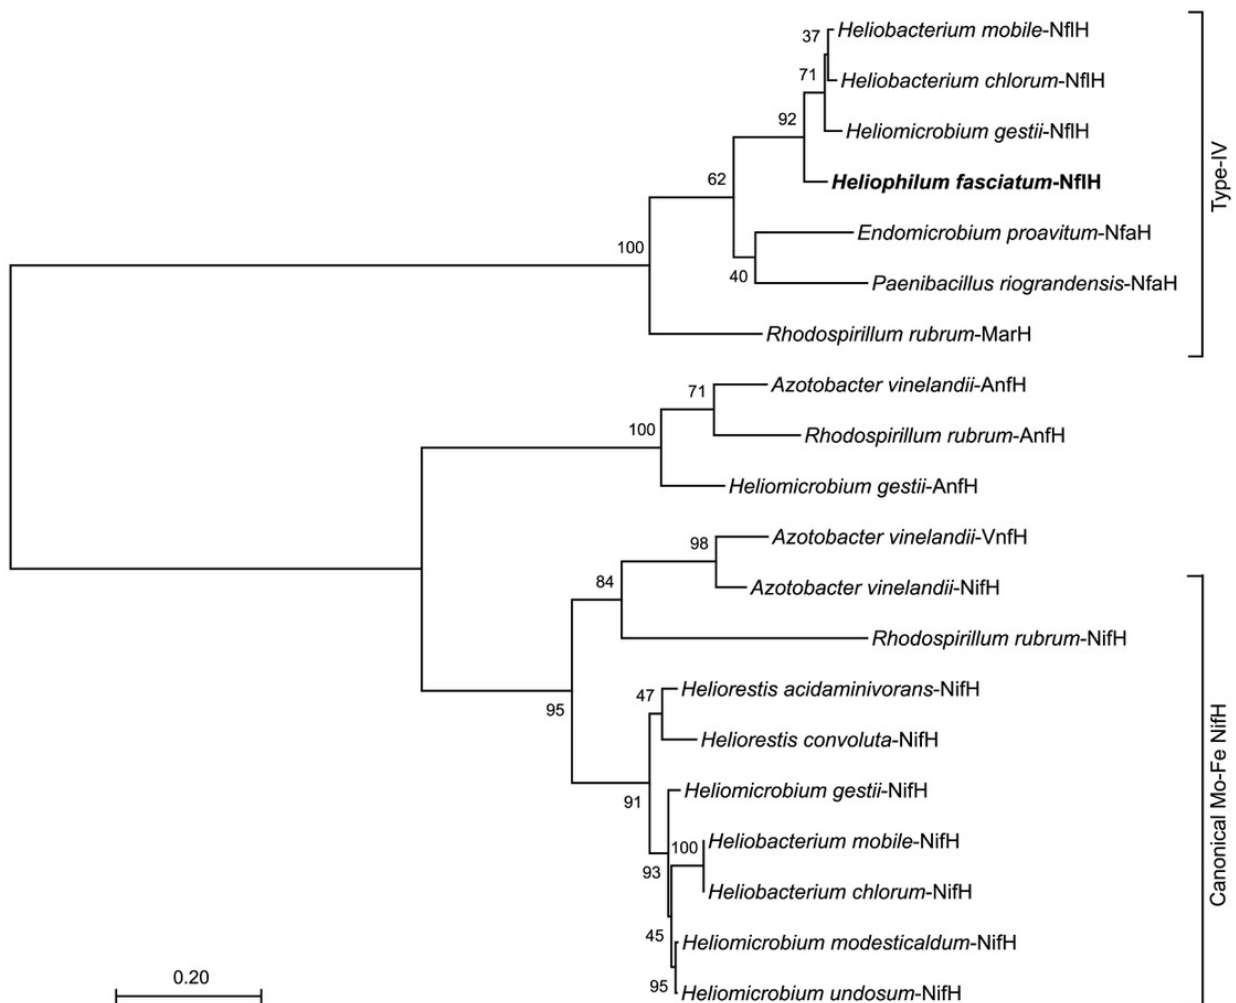 37
Heliobacterium mobile-NflH
71
Heliobacterium chlorum-NflH
92
Heliomicrobium gestii-NflH
62
Heliophilum fasciatum-NflH
100
Endomicrobium proavitum-NfaH
40
Paenibacillus riograndensis-NfaH
Rhodospirillum rubrum-MarH
Type-IV
71
Azotobacter vinelandii-AnfH
100
Rhodospirillum rubrum-AnfH
Heliomicrobium gestii-AnfH
98
Azotobacter vinelandii-VnfH
84
Azotobacter vinelandii-NifH
Rhodospirillum rubrum-NifH
95
47
Heliorestis acidaminivorans-NifH
Heliorestis convoluta-NifH
91
Heliomicrobium gestii-NifH
100
Heliobacterium mobile-NifH
93
Heliobacterium chlorum-NifH
45
Heliomicrobium modesticaldum-NifH
95
Heliomicrobium undosum-NifH
Canonical Mo-Fe NifH
0.20